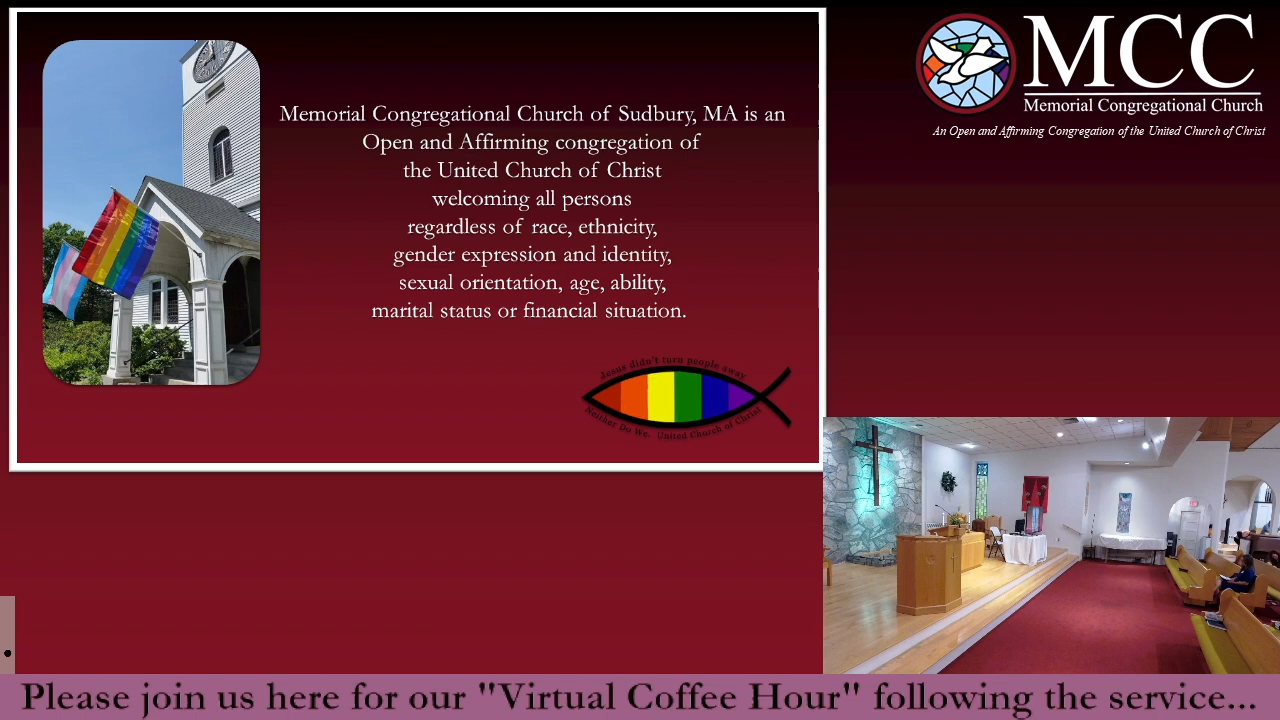 Memorial Congregational Church of Sudbury, MA is an
Open and Affirming congregation of
the United Church of Christ
welcoming all persons
regardless of race, ethnicity,
gender expression and identity,
sexual orientation, age, ability,
marital status or financial situation.
Jesus didn't turn people away
Neither Do We. United Church of Christ
MCC
Memorial Congregational Church
An Open and Affirming Congregation of the United Church of Christ
Please join us here for our "Virtual Coffee Hour" following the service...